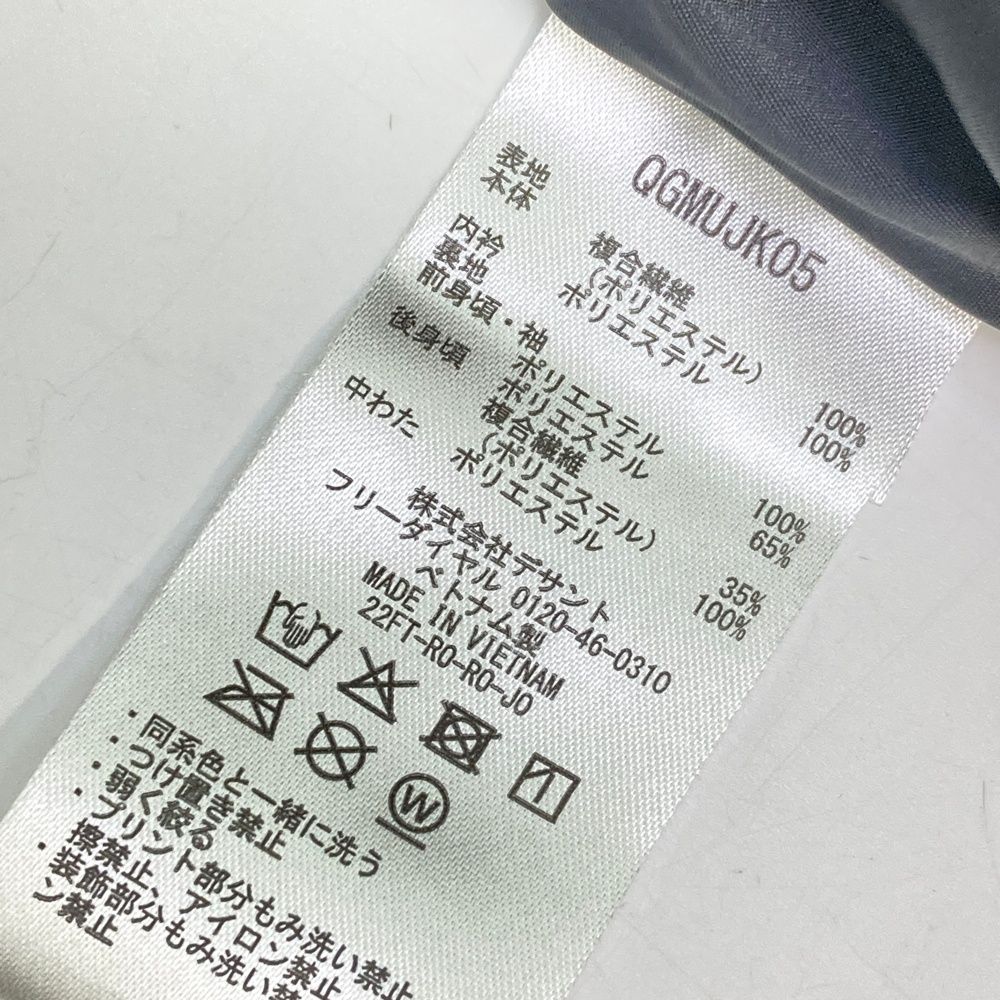 QGMUJK05
表地
本体 複合繊維
(ポリエステル) 100%
内衿 ポリエステル 100%
裏地
前身頃・袖 ポリエステル 100%
後身頃 ポリエステル 65%
複合繊維
(ポリエステル) 35%
中わた ポリエステル 100%
株式会社デサント
フリーダイヤル 0120-46-0310
ベトナム製
MADE IN VIETNAM
22FT-RO-RO-JO
W
・同系色と一緒に洗う
・つけ置き禁止
・弱く絞る
・プリント部分もみ洗い禁止
擦禁止、アイロン禁止
・装飾部分もみ洗い禁止
ン禁止